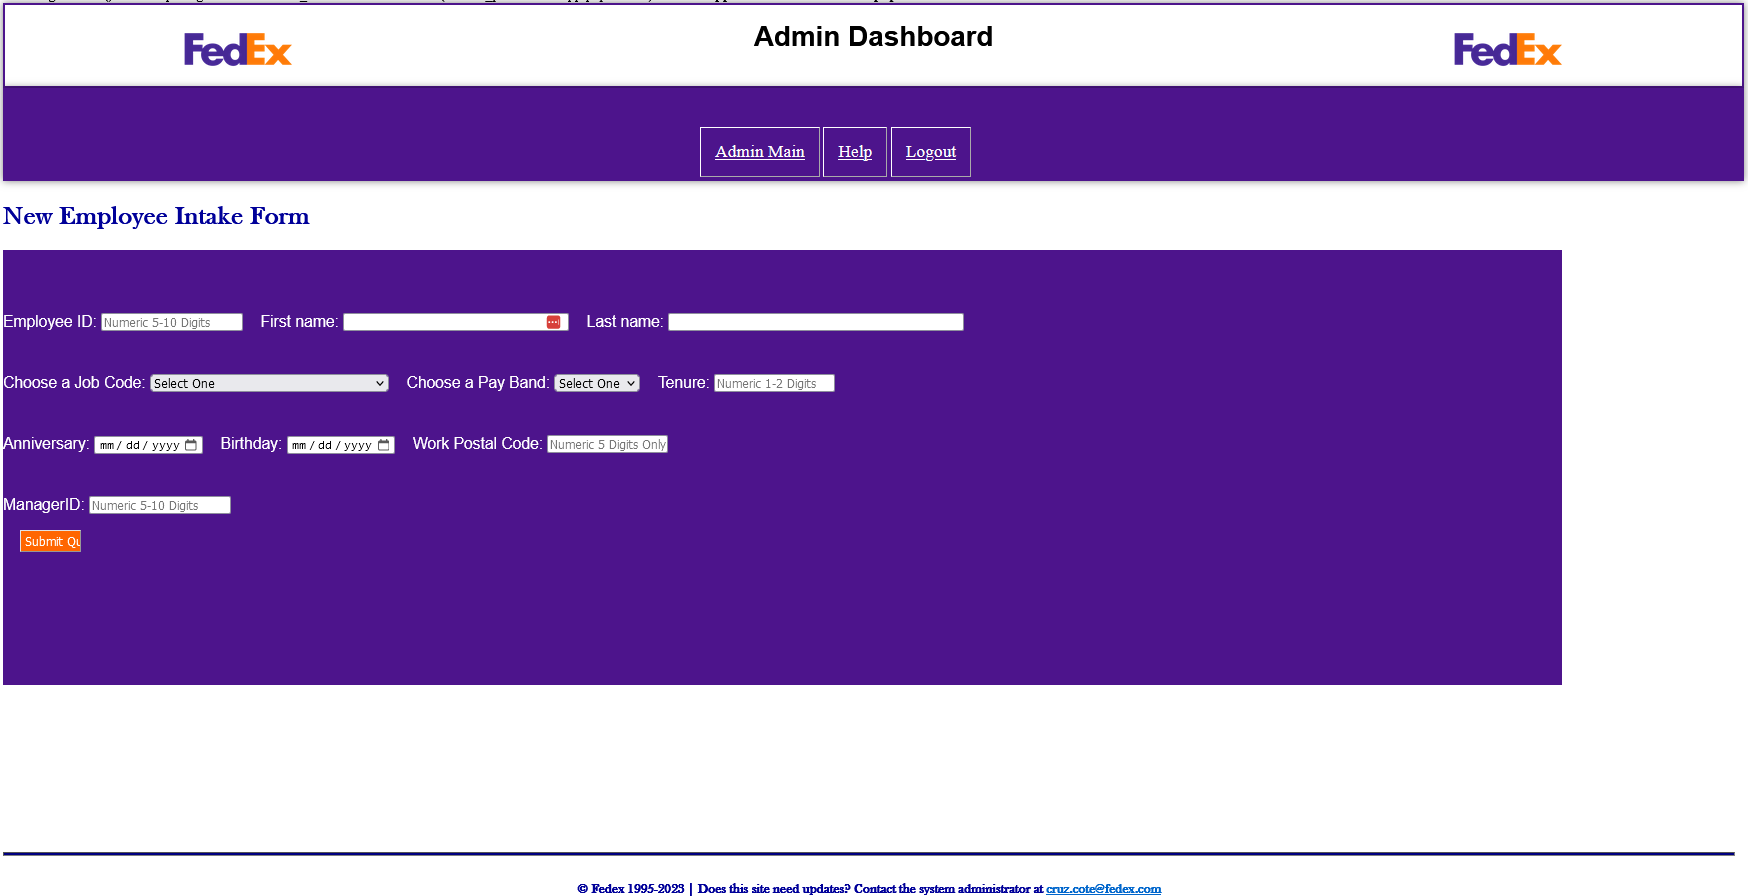 FedEx Admin Dashboard FedEx
Admin Main Help Logout
New Employee Intake Form
Employee ID: Numeric 5-10 Digits First name: Last name:
Choose a Job Code: Select One Choose a Pay Band: Select One Tenure: Numeric 1-2 Digits
Anniversary: mm/dd/yyyy Birthday: mm/dd/yyyy Work Postal Code: Numeric 5 Digits Only
ManagerID: Numeric 5-10 Digits
Submit Qu
© Fedex 1995-2023 | Does this site need updates? Contact the system administrator at cruz.cote@fedex.com